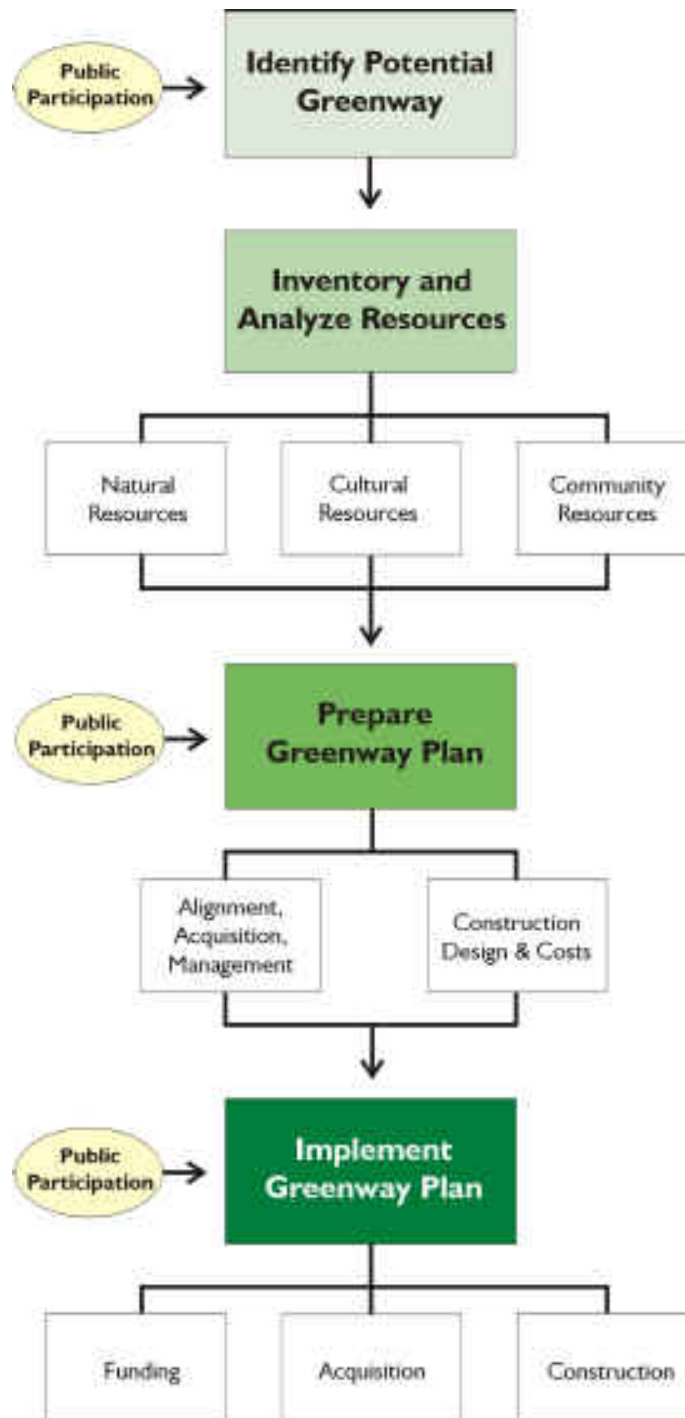 Public
Participation
Identify Potential
Greenway
Inventory and
Analyze Resources
Natural
Resources
Cultural
Resources
Community
Resources
Public
Participation
Prepare
Greenway Plan
Alignment,
Acquisition,
Management
Construction
Design & Costs
Public
Participation
Implement
Greenway Plan
Funding
Acquisition
Construction